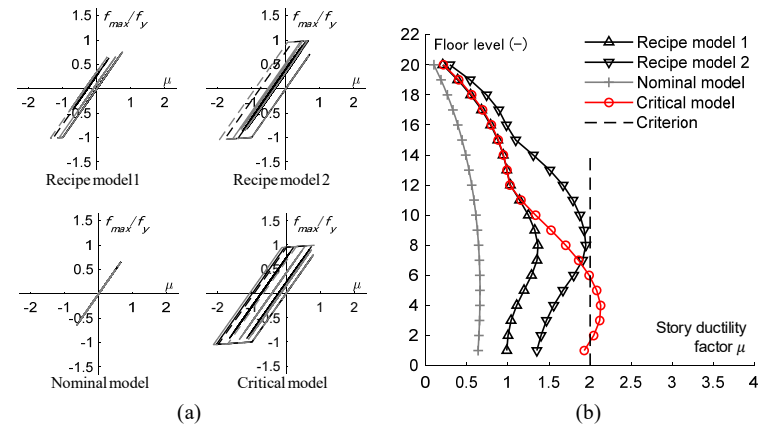 f_max/f_y
1.5
1
0.5
μ
-2 -1 1 2
-0.5
-1
-1.5
Recipe model 1
f_max/f_y
1.5
1
0.5
μ
-2 -1 1 2
-0.5
-1
-1.5
Recipe model 2
f_max/f_y
1.5
1
0.5
μ
-2 -1 1 2
-0.5
-1
-1.5
Nominal model
f_max/f_y
1.5
1
0.5
μ
-2 -1 1 2
-0.5
-1
-1.5
Critical model
(a)
22
20
18
16
14
12
10
8
6
4
2
0
Floor level (-)
Recipe model 1
Recipe model 2
Nominal model
Critical model
Criterion
Story ductility
factor μ
0 0.5 1 1.5 2 2.5 3 3.5 4
(b)